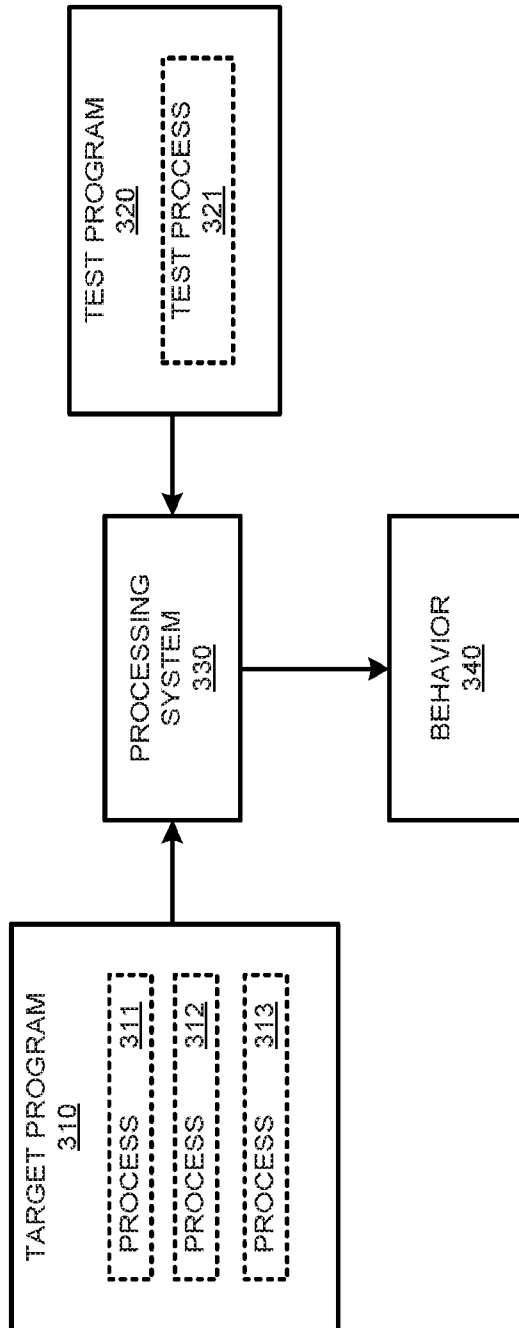 TARGET PROGRAM
310
PROCESS 311
PROCESS 312
PROCESS 313
PROCESSING
SYSTEM
330
TEST PROGRAM
320
TEST PROCESS
321
BEHAVIOR
340